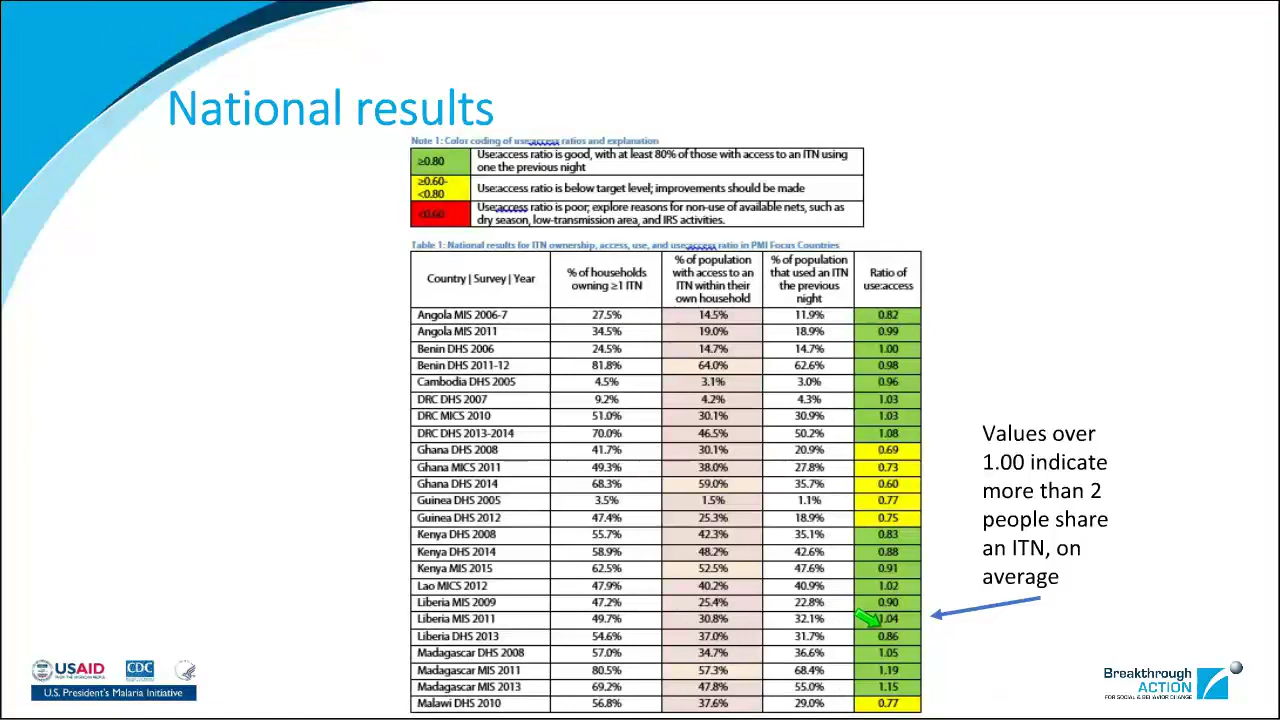 National results
Note 1: Color coding of use:access ratios and explanation
≥0.80 Use:access ratio is good, with at least 80% of those with access to an ITN using
one the previous night
≥0.60-
<0.80 Use:access ratio is below target level; improvements should be made
<0.60 Use:access ratio is poor; explore reasons for non-use of available nets, such as
dry season, low-transmission area, and IRS activities.
Table 1: National results for ITN ownership, access, use, and use:access ratio in PMI Focus Countries
Country | Survey | Year % of households owning ≥1 ITN % of population with access to an ITN within their own household % of population that used an ITN the previous night Ratio of use:access
Angola MIS 2006-7 27.5% 14.5% 11.9% 0.82
Angola MIS 2011 34.5% 19.0% 18.9% 0.99
Benin DHS 2006 24.5% 14.7% 14.7% 1.00
Benin DHS 2011-12 81.8% 64.0% 62.6% 0.98
Cambodia DHS 2005 4.5% 3.1% 3.0% 0.96
DRC DHS 2007 9.2% 4.2% 4.3% 1.03
DRC MICS 2010 51.0% 30.1% 30.9% 1.03
DRC DHS 2013-2014 70.0% 46.5% 50.2% 1.08
Ghana DHS 2008 41.7% 30.1% 20.9% 0.69
Ghana MICS 2011 49.3% 38.0% 27.8% 0.73
Ghana DHS 2014 68.3% 59.0% 35.7% 0.60
Guinea DHS 2005 3.5% 1.5% 1.1% 0.77
Guinea DHS 2012 47.4% 25.3% 18.9% 0.75
Kenya DHS 2008 55.7% 42.3% 35.1% 0.83
Kenya DHS 2014 58.9% 48.2% 42.6% 0.88
Kenya MIS 2015 62.5% 52.5% 47.6% 0.91
Lao MICS 2012 47.9% 40.2% 40.9% 1.02
Liberia MIS 2009 47.2% 25.4% 22.8% 0.90
Liberia MIS 2011 49.7% 30.8% 32.1% 1.04
Liberia DHS 2013 54.6% 37.0% 31.7% 0.86
Madagascar DHS 2008 57.0% 34.7% 36.6% 1.05
Madagascar MIS 2011 80.5% 57.3% 68.4% 1.19
Madagascar MIS 2013 69.2% 47.8% 55.0% 1.15
Malawi DHS 2010 56.8% 37.6% 29.0% 0.77
Values over
1.00 indicate
more than 2
people share
an ITN, on
average
USAID
FROM THE AMERICAN PEOPLE
CDC
U.S. President's Malaria Initiative
Breakthrough
ACTION
FOR SOCIAL & BEHAVIOR CHANGE